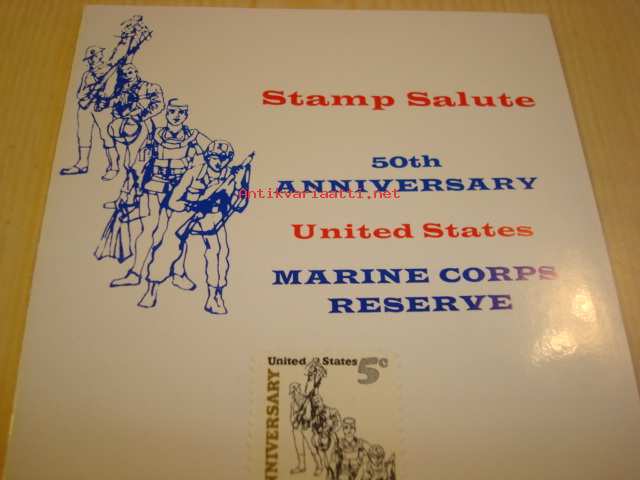 Stamp Salute
50th
ANNIVERSARY
Antikvariaatti.net
United States
MARINE CORPS
RESERVE
United States 5c
ANNIVERSARY